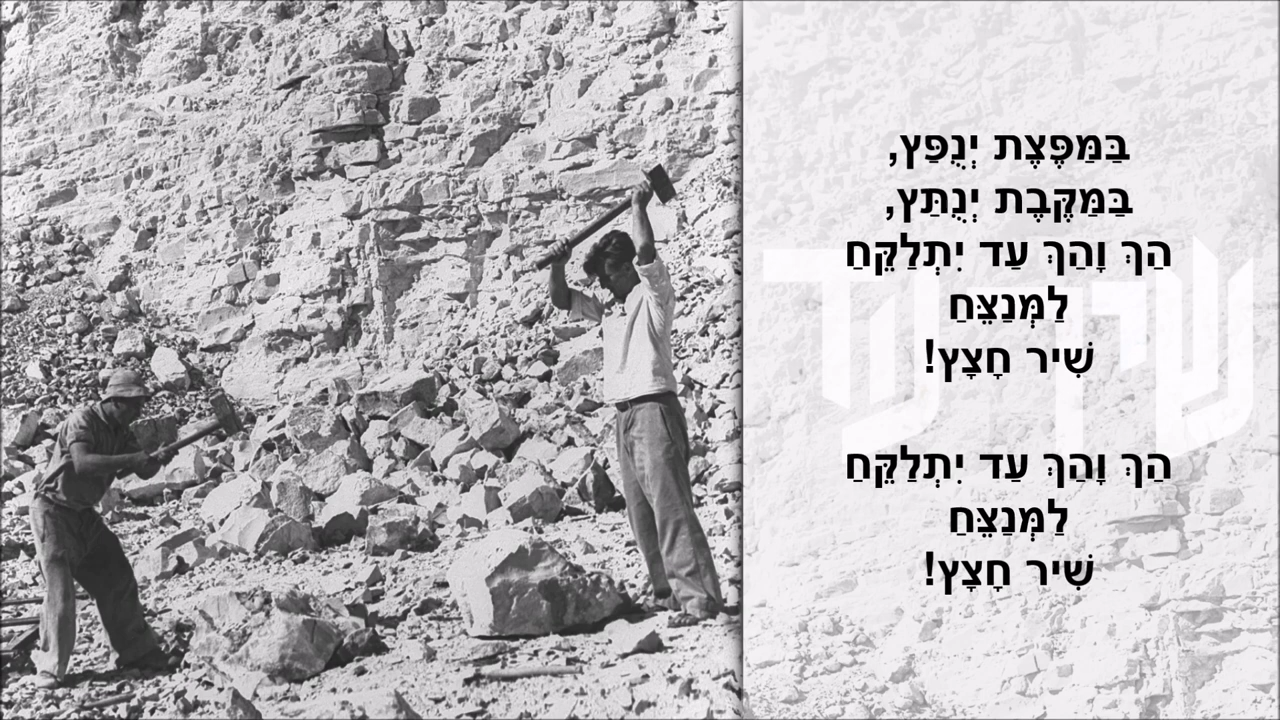 בַּמַּפֶּצֶת יְנֻפַּץ,
בַּמַּקֶּבֶת יְנֻתַּץ,
הַךְ וָהַךְ עַד יִתְלַקֵּחַ
לַמְּנַצֵּחַ
שִׁיר חָצָץ!
הַךְ וָהַךְ עַד יִתְלַקֵּחַ
לַמְּנַצֵּחַ
שִׁיר חָצָץ!